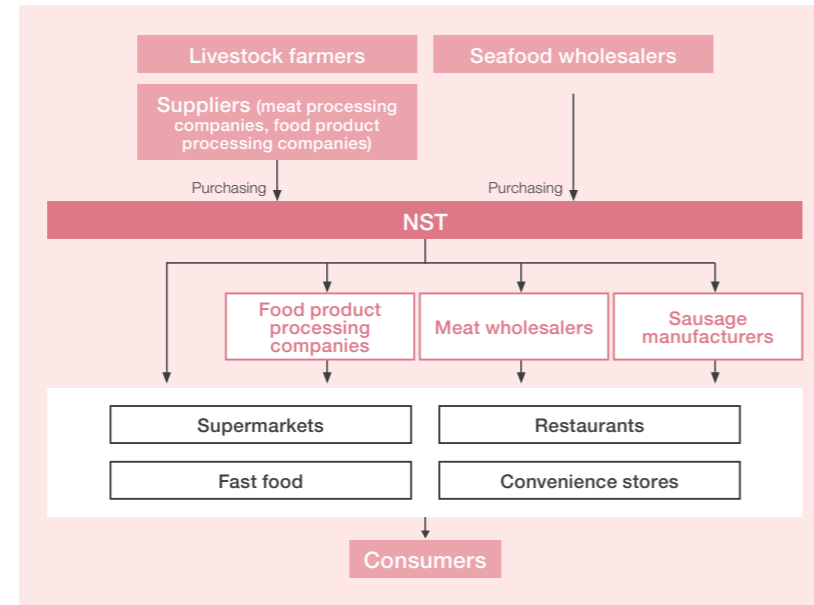 Livestock farmers
Seafood wholesalers
Suppliers (meat processing
companies, food product
processing companies)
Purchasing
Purchasing
NST
Food product
processing
companies
Meat wholesalers
Sausage
manufacturers
Supermarkets
Restaurants
Fast food
Convenience stores
Consumers